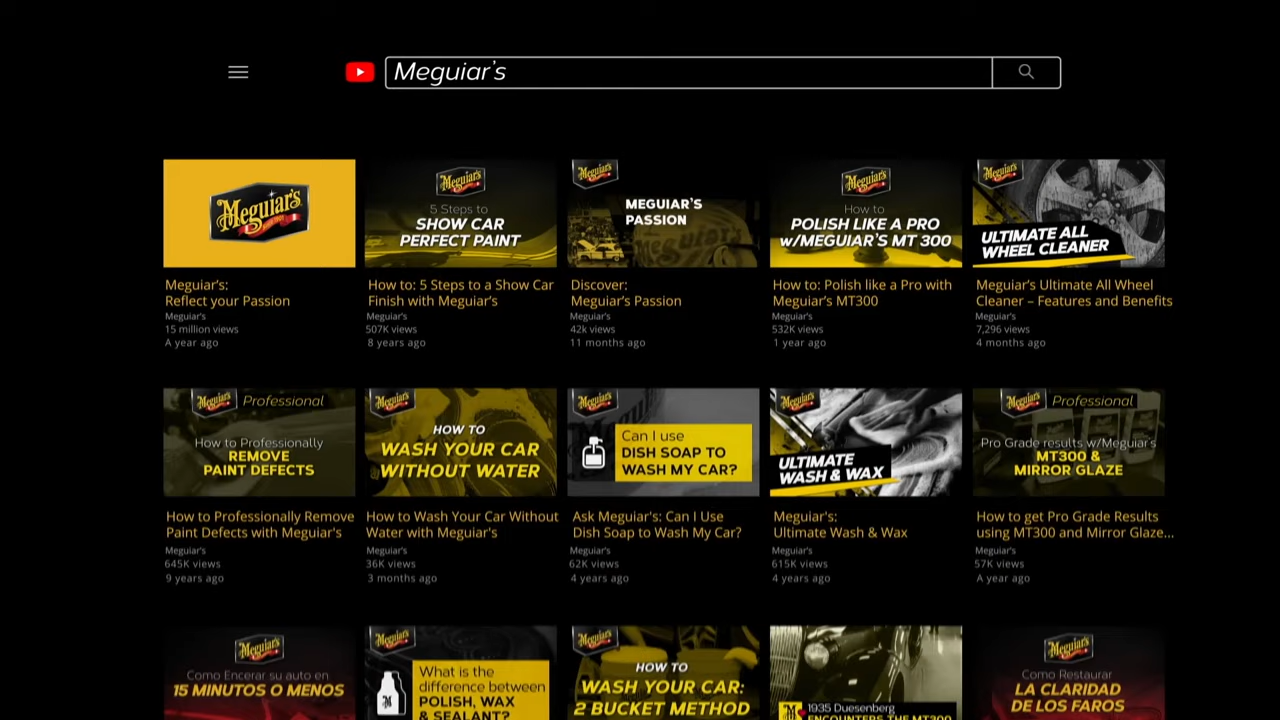 Meguiar's
Meguiar's
Meguiar's
5 Steps to
SHOW CAR
PERFECT PAINT
Meguiar's
MEGUIAR'S
PASSION
Meguiar's
Meguiar's
How to
POLISH LIKE A PRO
w/MEGUIAR'S MT 300
Meguiar's
ULTIMATE ALL
WHEEL CLEANER
Meguiar's:
Reflect your Passion
Meguiar's
15 million views
A year ago
How to: 5 Steps to a Show Car
Finish with Meguiar's
Meguiar's
507K views
8 years ago
Discover:
Meguiar's Passion
Meguiar's
42k views
11 months ago
How to: Polish like a Pro with
Meguiar's MT300
Meguiar's
532K views
1 year ago
Meguiar's Ultimate All Wheel
Cleaner – Features and Benefits
Meguiar's
7,296 views
4 months ago
Meguiar's Professional
How to Professionally
REMOVE
PAINT DEFECTS
Meguiar's
HOW TO
WASH YOUR CAR
WITHOUT WATER
Meguiar's
Can I use
DISH SOAP TO
WASH MY CAR?
Meguiar's
ULTIMATE
WASH & WAX
Meguiar's Professional
Pro Grade results w/Meguiar's
MT300 &
MIRROR GLAZE
How to Professionally Remove
Paint Defects with Meguiar's
Meguiar's
645K views
9 years ago
How to Wash Your Car Without
Water with Meguiar's
Meguiar's
36K views
3 months ago
Ask Meguiar's: Can I Use
Dish Soap to Wash My Car?
Meguiar's
62K views
4 years ago
Meguiar's:
Ultimate Wash & Wax
Meguiar's
615K views
4 years ago
How to get Pro Grade Results
using MT300 and Mirror Glaze...
Meguiar's
57K views
A year ago
Meguiar's
Como Encerar su auto en
15 MINUTOS O MENOS
Meguiar's
What is the
difference between
POLISH, WAX
& SEALANT?
Meguiar's
HOW TO
WASH YOUR CAR:
2 BUCKET METHOD
M
1935 Duesenberg
ENCOUNTERS THE MT300
Meguiar's
Como Restaurar
LA CLARIDAD
DE LOS FAROS